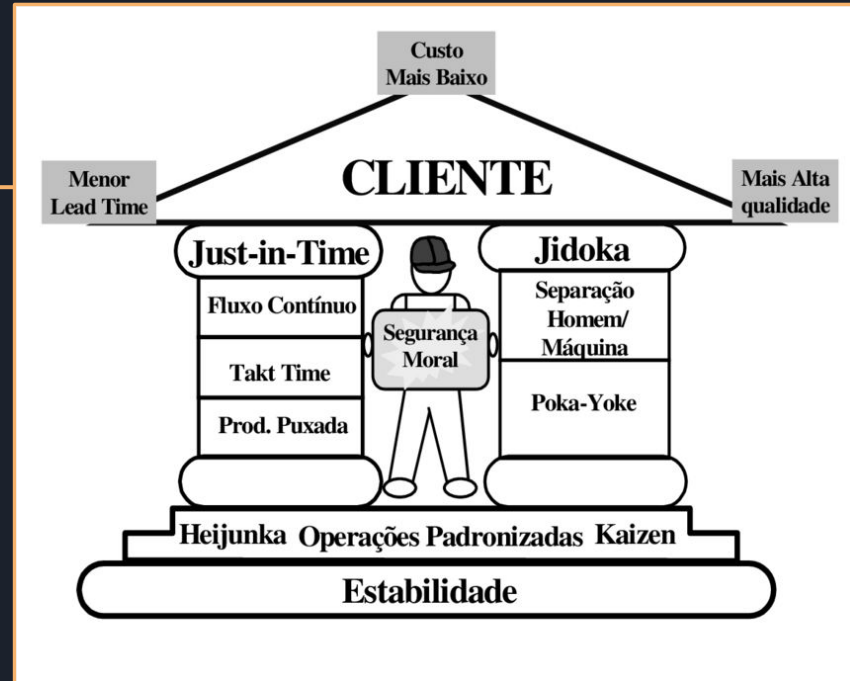 Custo
Mais Baixo
CLIENTE
Menor
Lead Time
Mais Alta
qualidade
Just-in-Time
Fluxo Contínuo
Takt Time
Prod. Puxada
Segurança
Moral
Jidoka
Separação
Homem/
Máquina
Poka-Yoke
Heijunka Operações Padronizadas Kaizen
Estabilidade